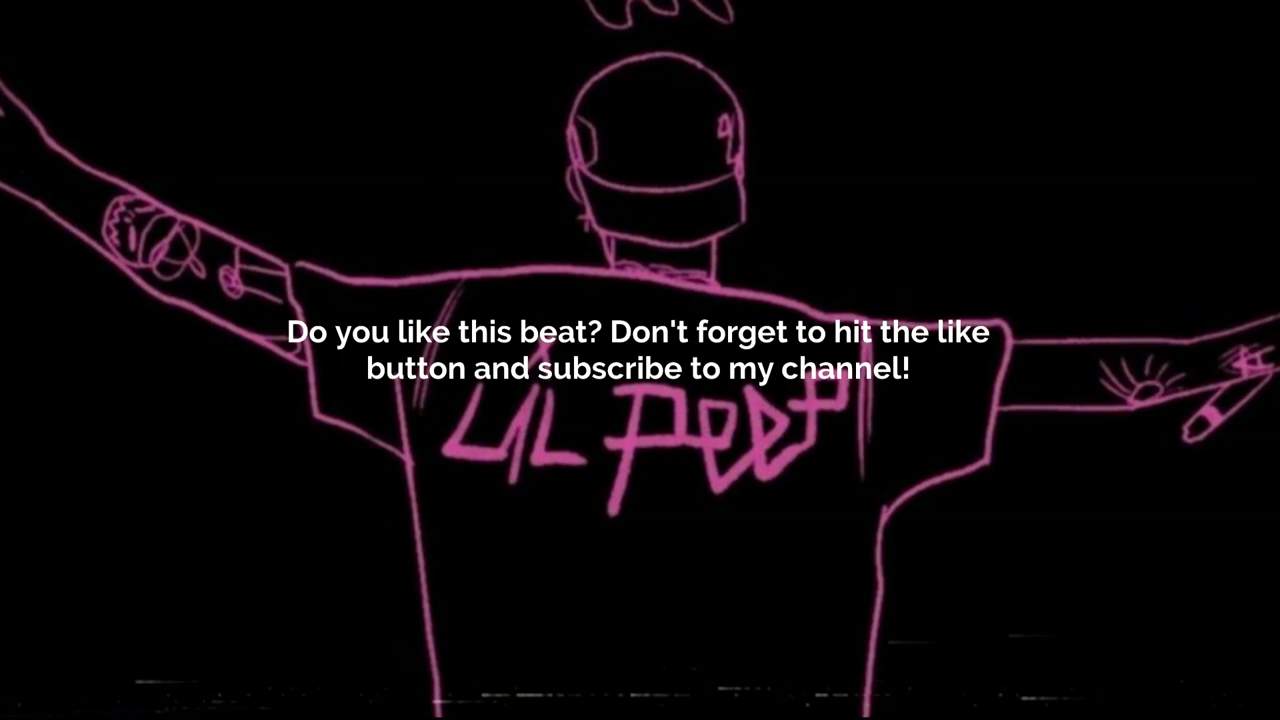 Do you like this beat? Don't forget to hit the like
button and subscribe to my channel!
LiL PEEP